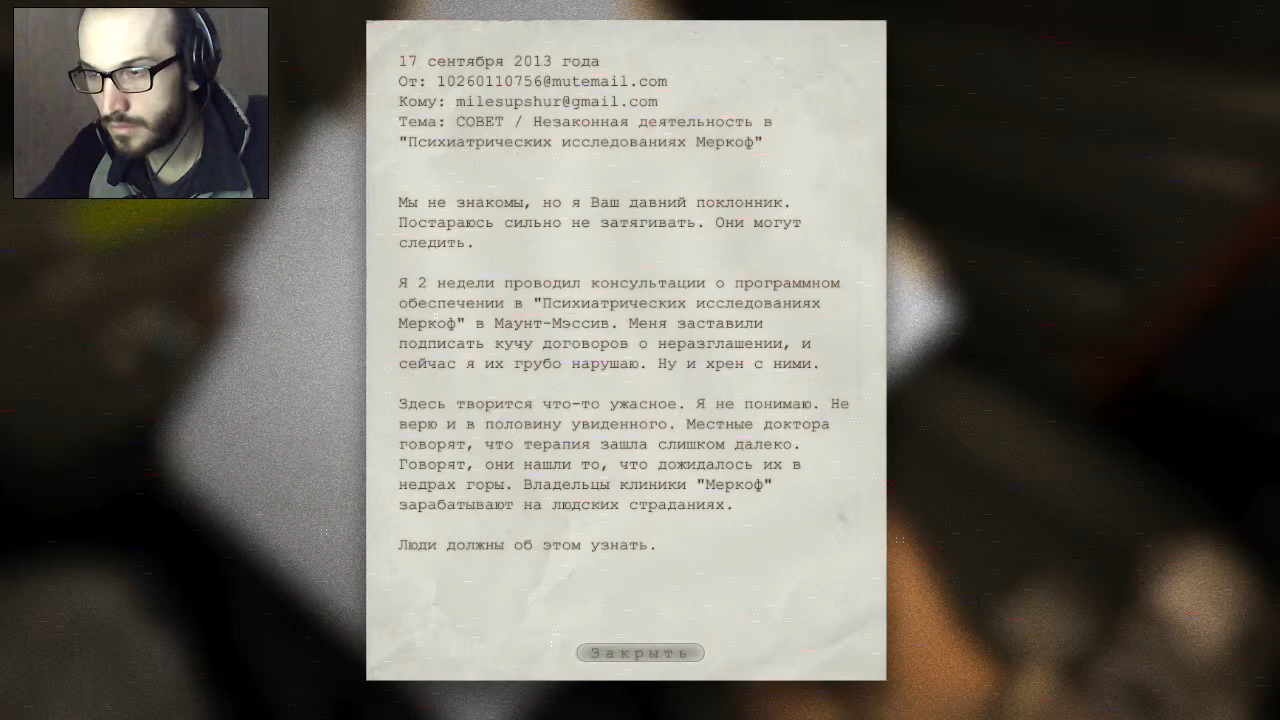 17 сентября 2013 года
От: 10260110756@mutemail.com
Кому: milesupshur@gmail.com
Тема: СОВЕТ / Незаконная деятельность в
"Психиатрических исследованиях Меркоф"
Мы не знакомы, но я Ваш давний поклонник.
Постараюсь сильно не затягивать. Они могут
следить.
Я 2 недели проводил консультации о программном
обеспечении в "Психиатрических исследованиях
Меркоф" в Маунт-Мэссив. Меня заставили
подписать кучу договоров о неразглашении, и
сейчас я их грубо нарушаю. Ну и хрен с ними.
Здесь творится что-то ужасное. Я не понимаю. Не
верю и в половину увиденного. Местные доктора
говорят, что терапия зашла слишком далеко.
Говорят, они нашли то, что дожидалось их в
недрах горы. Владельцы клиники "Меркоф"
зарабатывают на людских страданиях.
Люди должны об этом узнать.
Закрыть